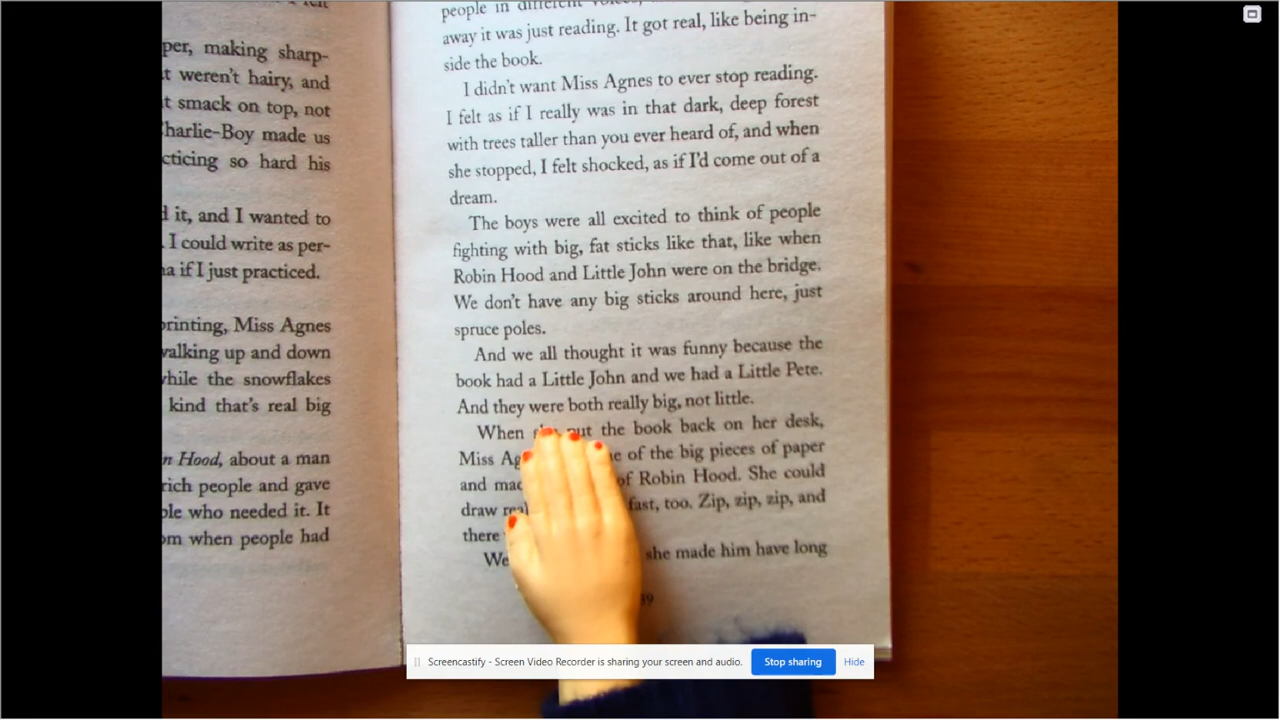 per, making sharp-
t weren't hairy, and
t smack on top, not
Charlie-Boy made us
cticing so hard his
d it, and I wanted to
. I could write as per-
na if I just practiced.
printing, Miss Agnes
walking up and down
while the snowflakes
kind that's real big
n Hood, about a man
rich people and gave
ple who needed it. It
om when people had
people in different voices,
away it was just reading. It got real, like being in-
side the book.
I didn't want Miss Agnes to ever stop reading.
I felt as if I really was in that dark, deep forest
with trees taller than you ever heard of, and when
she stopped, I felt shocked, as if I'd come out of a
dream.
The boys were all excited to think of people
fighting with big, fat sticks like that, like when
Robin Hood and Little John were on the bridge.
We don't have any big sticks around here, just
spruce poles.
And we all thought it was funny because the
book had a Little John and we had a Little Pete.
And they were both really big, not little.
When put the book back on her desk,
Miss Ag of the big pieces of paper
and mad of Robin Hood. She could
draw real fast, too. Zip, zip, zip, and
there
We she made him have long
Screencastify - Screen Video Recorder is sharing your screen and audio.
Stop sharing
Hide